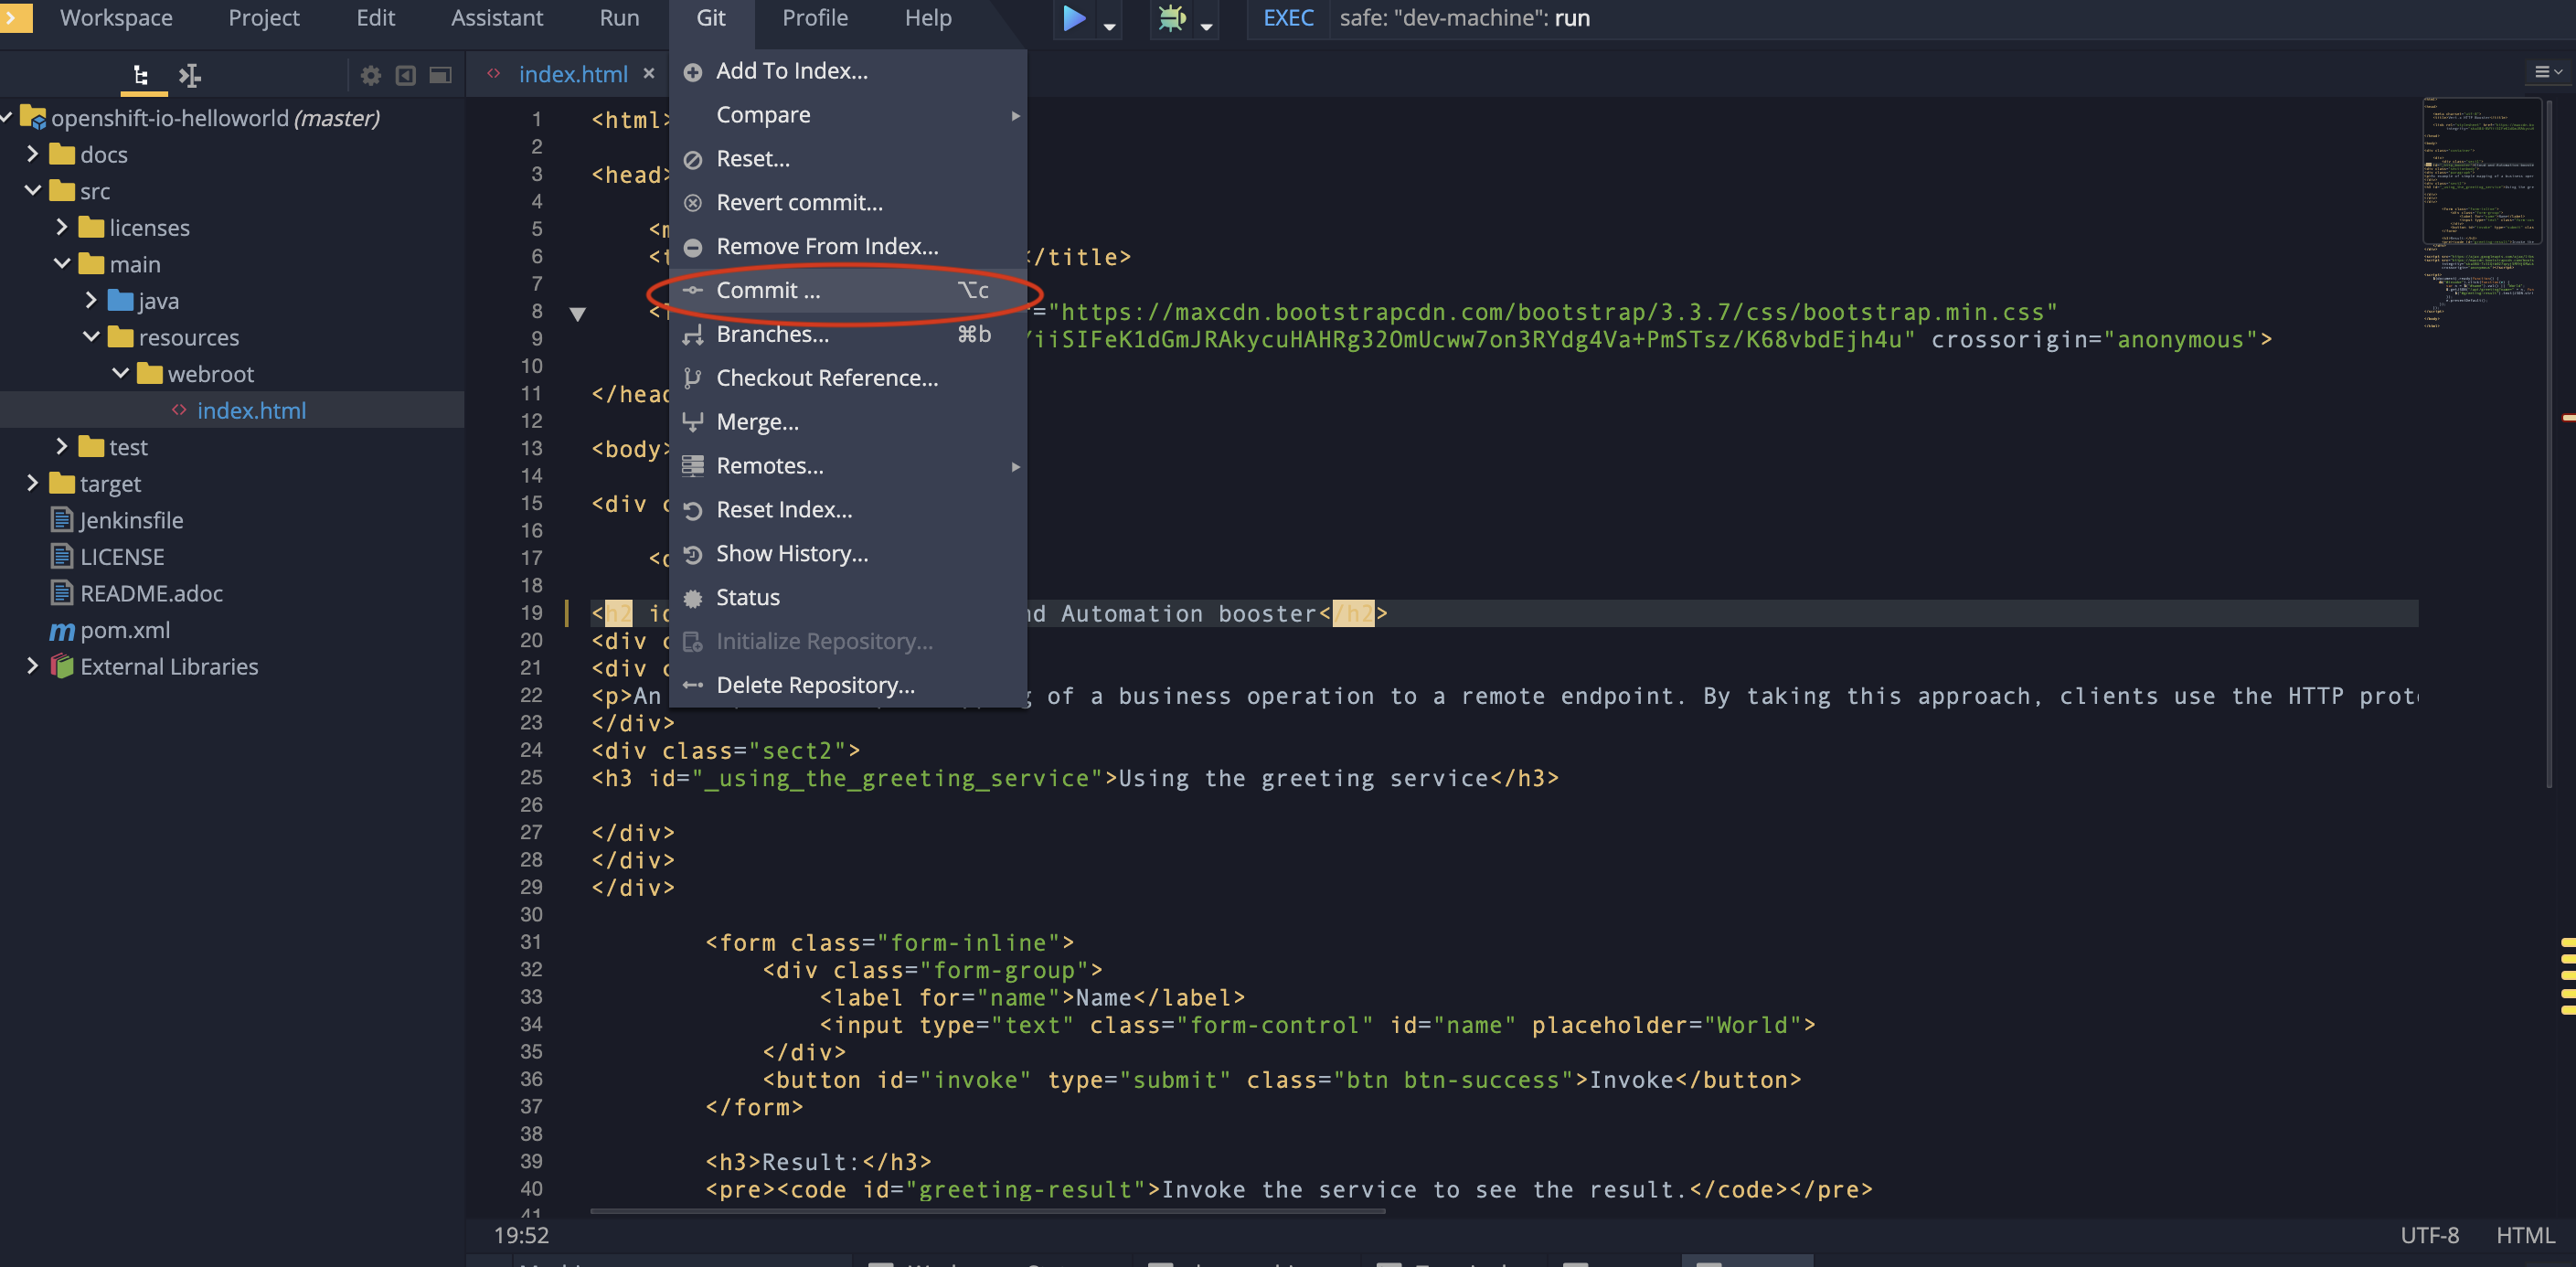 Workspace Project Edit Assistant Run Git Profile Help EXEC safe: "dev-machine": run
index.html ×
openshift-io-helloworld (master)
docs
src
licenses
main
java
resources
webroot
index.html
test
target
Jenkinsfile
LICENSE
README.adoc
pom.xml
External Libraries
Add To Index...
Compare
Reset...
Revert commit...
Remove From Index...
Commit ... ⌥c
Branches... ⌘b
Checkout Reference...
Merge...
Remotes...
Reset Index...
Show History...
Status
Initialize Repository...
Delete Repository...
1 <html>
2
3 <head>
4
5
6 </title>
7
8 ="https://maxcdn.bootstrapcdn.com/bootstrap/3.3.7/css/bootstrap.min.css"
9 /iiSIFeK1dGmJRAkycuHAHRg32OmUcww7on3RYdg4Va+PmSTsz/K68vbdEjh4u" crossorigin="anonymous">
10
11 </head
12
13 <body>
14
15 <div
16
17
18
19 <h2 id Automation booster</h2>
20 <div
21 <div
22 <p>An of a business operation to a remote endpoint. By taking this approach, clients use the HTTP prot
23 </div>
24 <div class="sect2">
25 <h3 id="_using_the_greeting_service">Using the greeting service</h3>
26
27 </div>
28 </div>
29 </div>
30
31 <form class="form-inline">
32 <div class="form-group">
33 <label for="name">Name</label>
34 <input type="text" class="form-control" id="name" placeholder="World">
35 </div>
36 <button id="invoke" type="submit" class="btn btn-success">Invoke</button>
37 </form>
38
39 <h3>Result:</h3>
40 <pre><code id="greeting-result">Invoke the service to see the result.</code></pre>
41
19:52 UTF-8 HTML